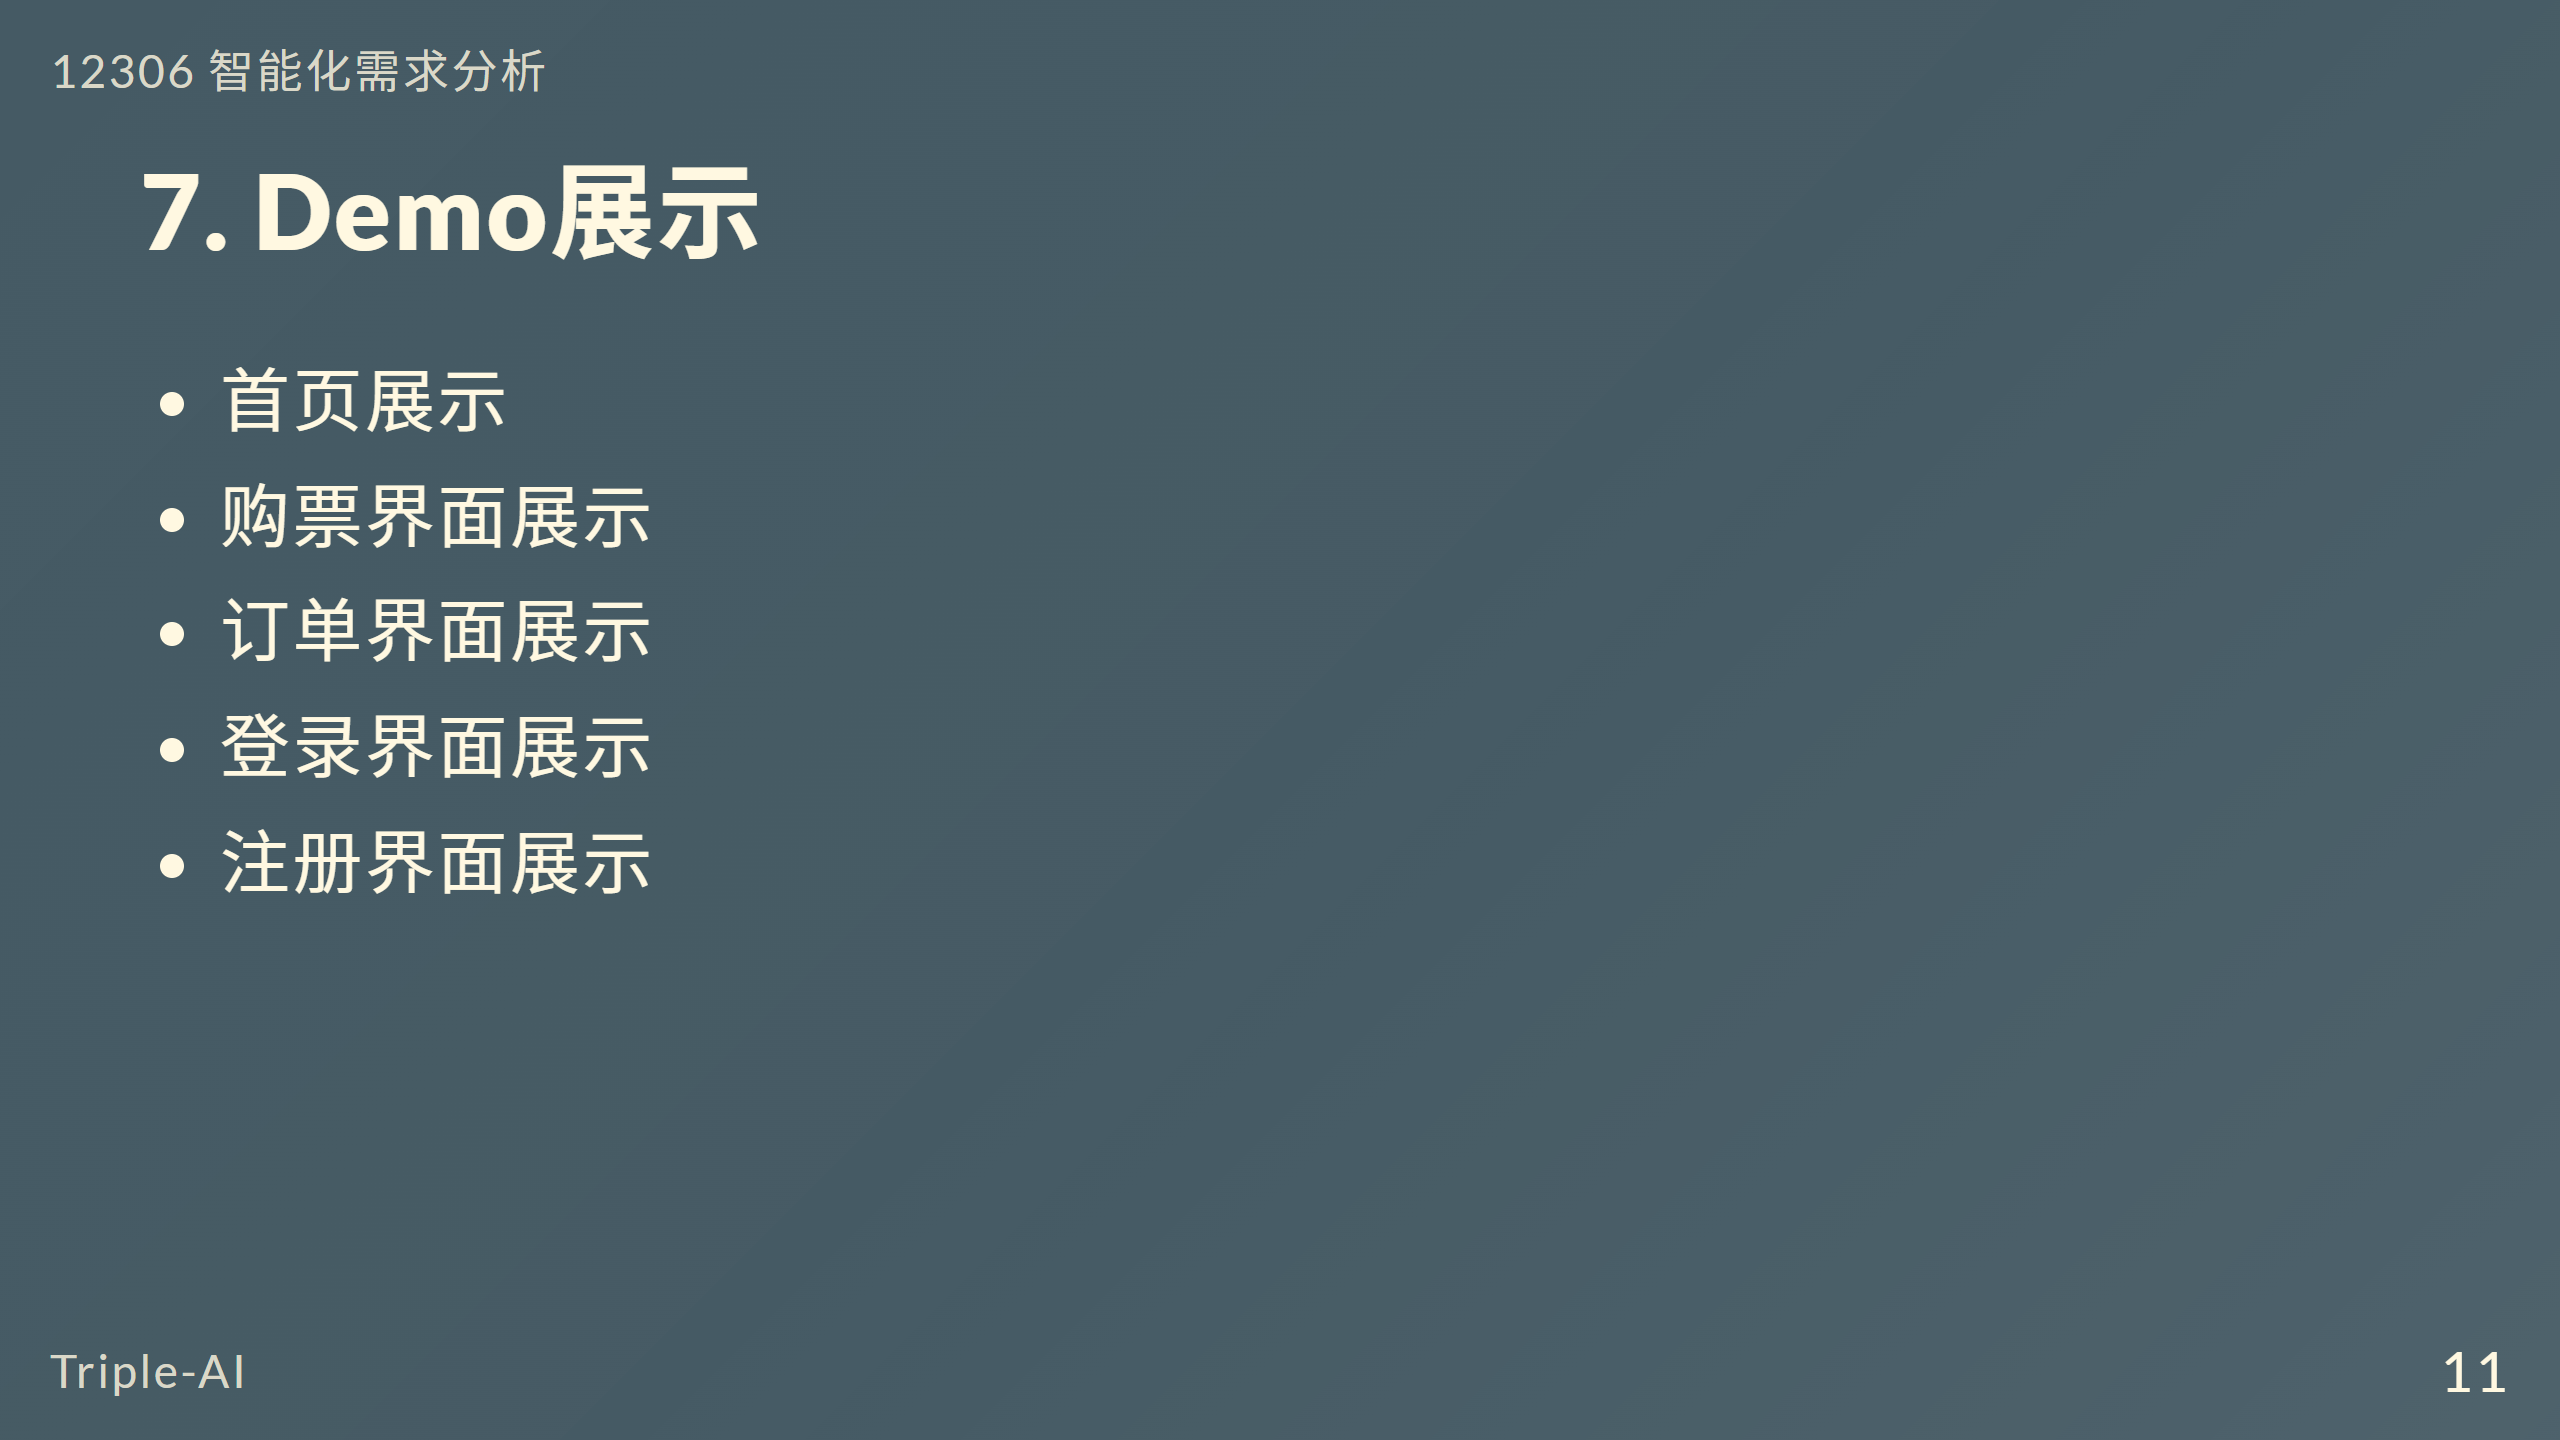 12306 智能化需求分析
7. Demo展示
• 首页展示
• 购票界面展示
• 订单界面展示
• 登录界面展示
• 注册界面展示
Triple-AI
11